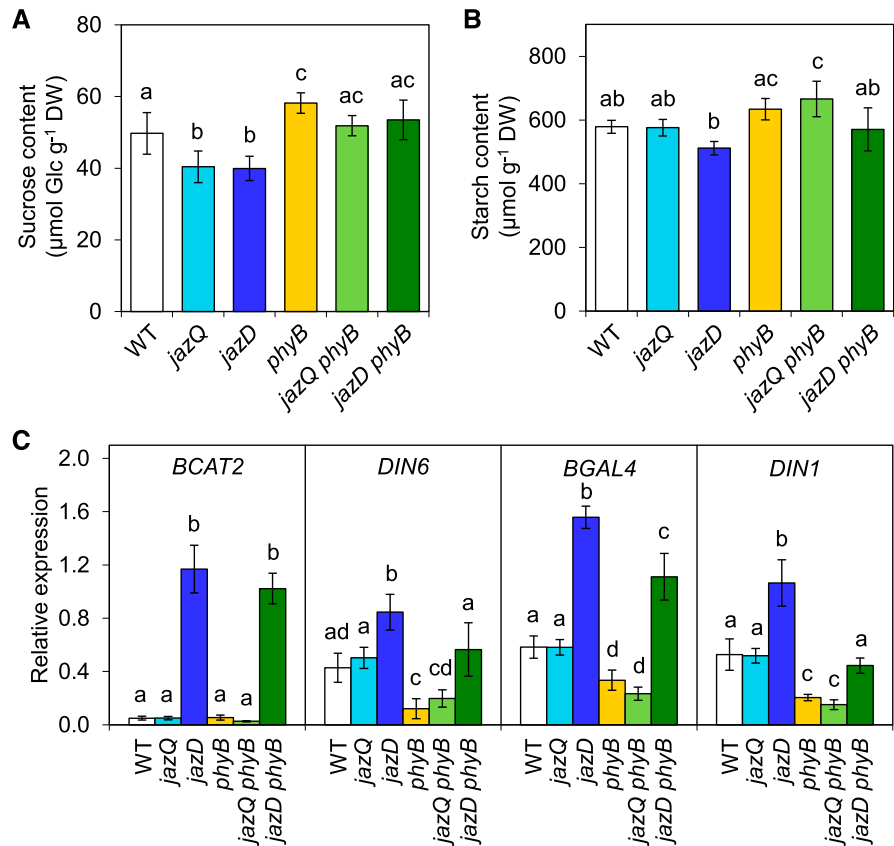 A
Sucrose content
(µmol Glc g⁻¹ DW)
80
60
40
20
0
a
b
b
c
ac
ac
WT
jazQ
jazD
phyB
jazQ phyB
jazD phyB
B
Starch content
(µmol g⁻¹ DW)
800
600
400
200
0
ab
ab
b
ac
c
ab
WT
jazQ
jazD
phyB
jazQ phyB
jazD phyB
C
Relative expression
2.0
1.6
1.2
0.8
0.4
0.0
BCAT2
a
a
b
a
a
b
WT
jazQ
jazD
phyB
jazQ phyB
jazD phyB
DIN6
ad
a
b
c
cd
a
WT
jazQ
jazD
phyB
jazQ phyB
jazD phyB
BGAL4
a
a
b
d
d
c
WT
jazQ
jazD
phyB
jazQ phyB
jazD phyB
DIN1
a
a
b
c
c
a
WT
jazQ
jazD
phyB
jazQ phyB
jazD phyB